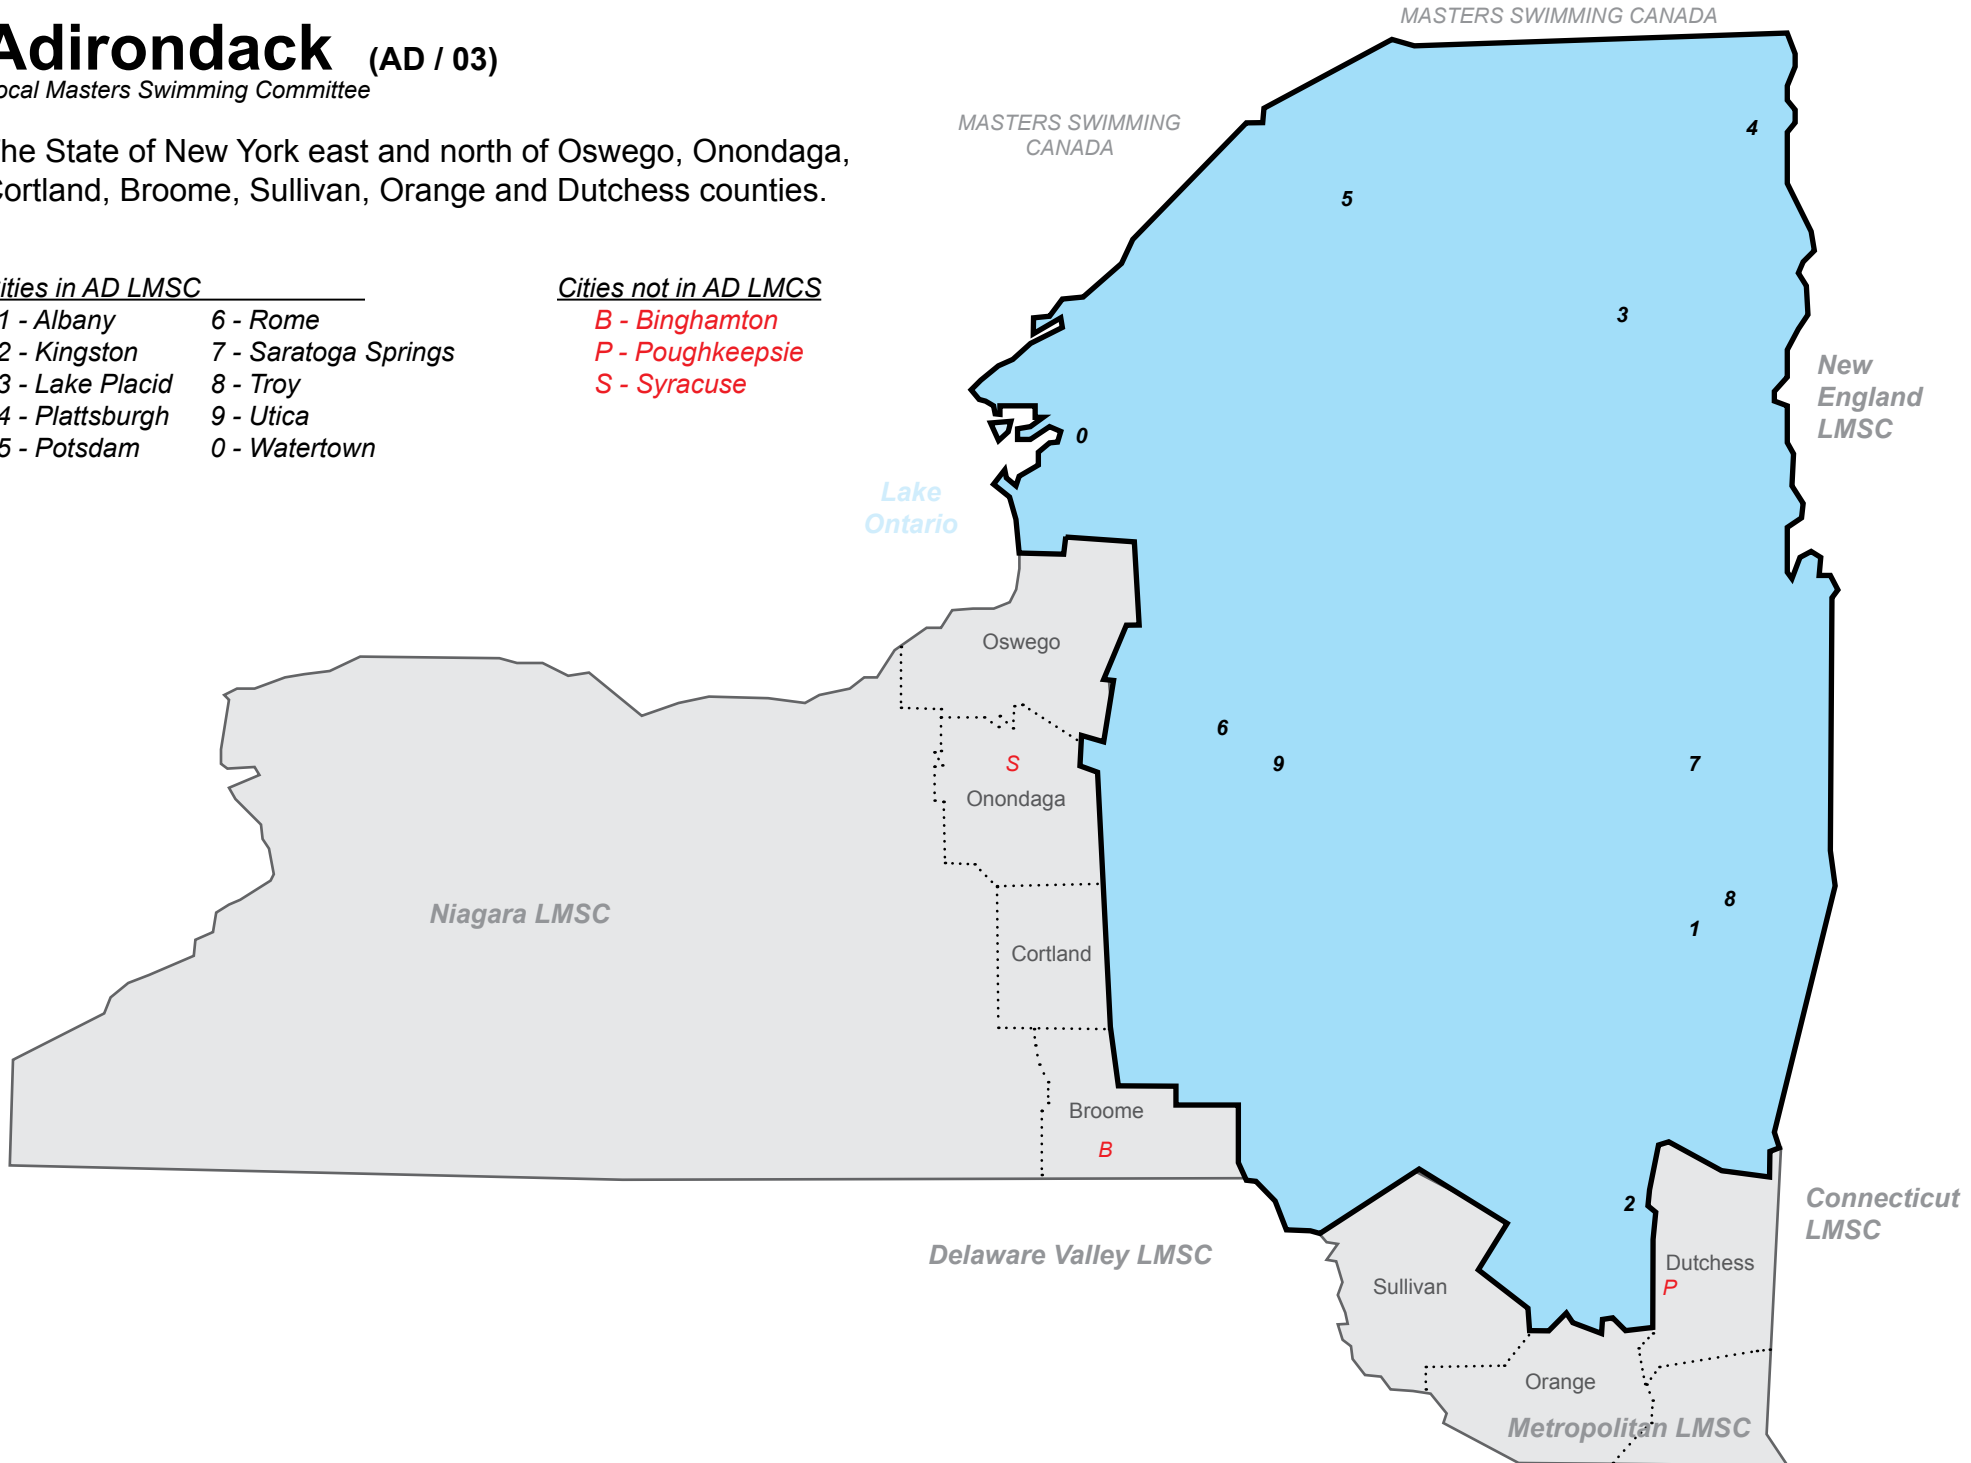 Adirondack (AD / 03)
ocal Masters Swimming Committee
he State of New York east and north of Oswego, Onondaga,
Cortland, Broome, Sullivan, Orange and Dutchess counties.
ities in AD LMSC
1 - Albany
2 - Kingston
3 - Lake Placid
4 - Plattsburgh
5 - Potsdam
6 - Rome
7 - Saratoga Springs
8 - Troy
9 - Utica
0 - Watertown
Cities not in AD LMCS
B - Binghamton
P - Poughkeepsie
S - Syracuse
MASTERS SWIMMING CANADA
MASTERS SWIMMING
CANADA
4
5
3
New
England
LMSC
0
Lake
Ontario
Oswego
6
S
9
7
Onondaga
8
Niagara LMSC
1
Cortland
Broome
B
2
Connecticut
LMSC
Delaware Valley LMSC
Dutchess
P
Sullivan
Orange
Metropolitan LMSC